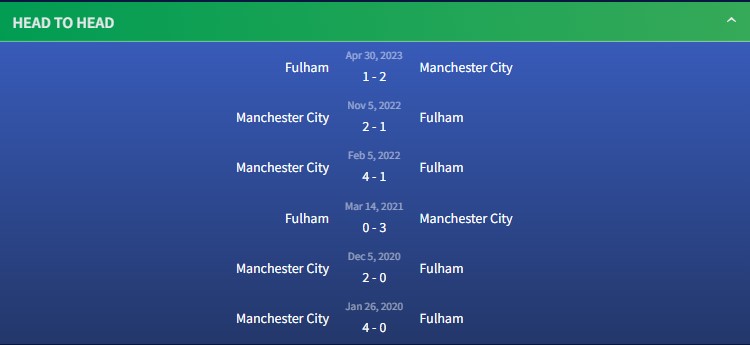 HEAD TO HEAD
Apr 30, 2023
Fulham 1 - 2 Manchester City
Nov 5, 2022
Manchester City 2 - 1 Fulham
Feb 5, 2022
Manchester City 4 - 1 Fulham
Mar 14, 2021
Fulham 0 - 3 Manchester City
Dec 5, 2020
Manchester City 2 - 0 Fulham
Jan 26, 2020
Manchester City 4 - 0 Fulham